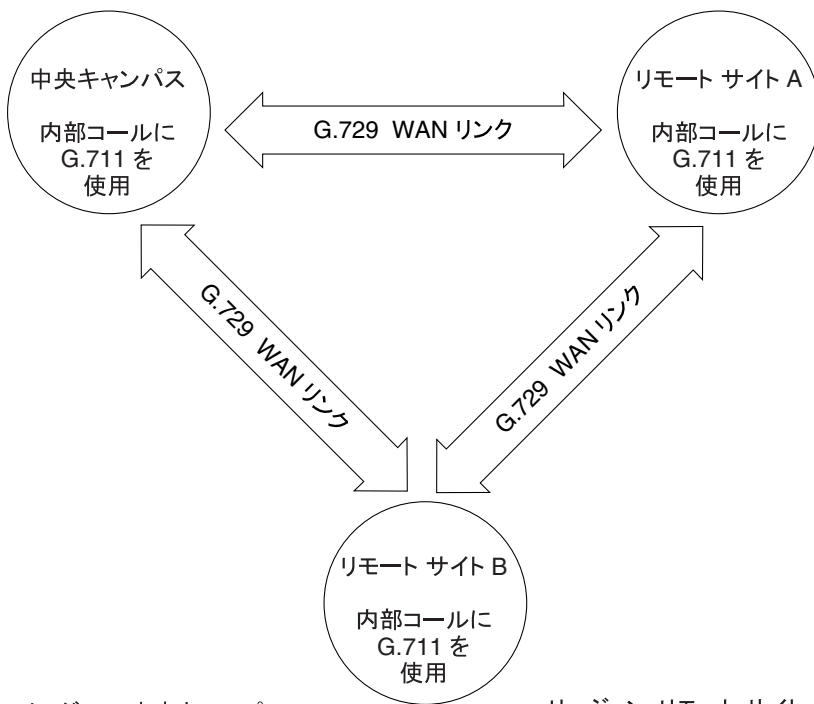 中央キャンパス
内部コールに
G.711 を
使用
G.729 WAN リンク
リモート サイト A
内部コールに
G.711 を
使用
G.729 WAN リンク
G.729 WAN リンク
リモート サイト B
内部コールに
G.711 を
使用